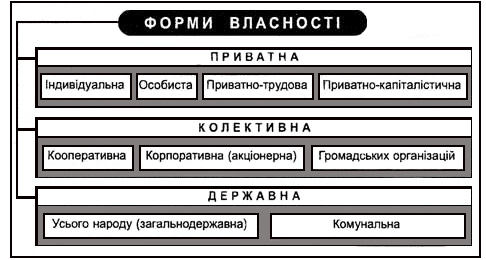 ФОРМИ ВЛАСНОСТІ
ПРИВАТНА
Індивідуальна Особиста Приватно-трудова Приватно-капіталістична
КОЛЕКТИВНА
Кооперативна Корпоративна (акціонерна) Громадських організацій
ДЕРЖАВНА
Усього народу (загальнодержавна) Комунальна